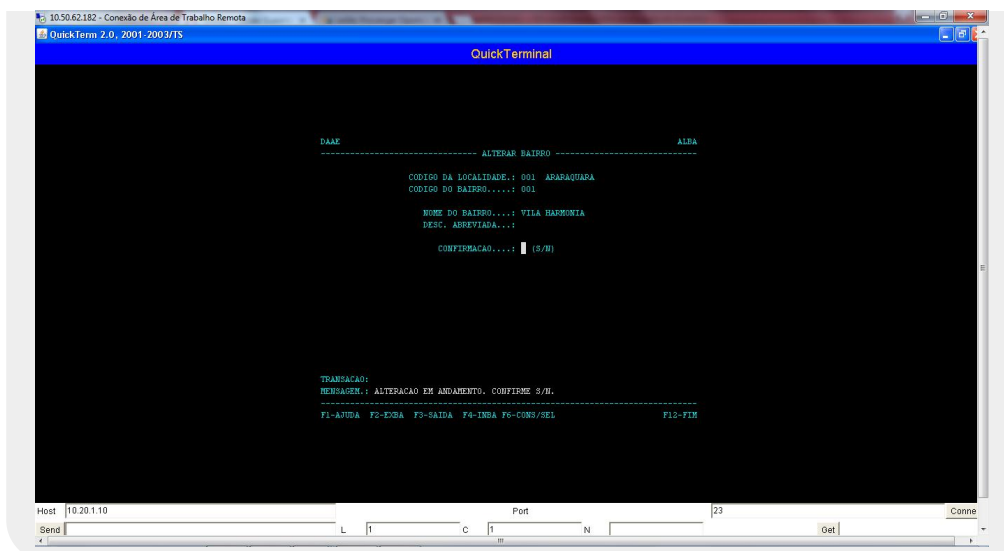 10.50.62.182 - Conexão de Área de Trabalho Remota
QuickTerm 2.0, 2001-2003/TS
QuickTerminal
DAAE ALBA
ALTERAR BAIRRO
CODIGO DA LOCALIDADE.: 001 ARARAQUARA
CODIGO DO BAIRRO.....: 001
NOME DO BAIRRO....: VILA HARMONIA
DESC. ABREVIADA...:
CONFIRMACAO....: (S/N)
TRANSACAO:
MENSAGEM.: ALTERACAO EM ANDAMENTO. CONFIRME S/N.
F1-AJUDA F2-EXBA F3-SAIDA F4-INBA F6-CONS/SEL F12-FIM
Host 10.20.1.10 Port 23 Conne
Send L 1 C 1 N Get